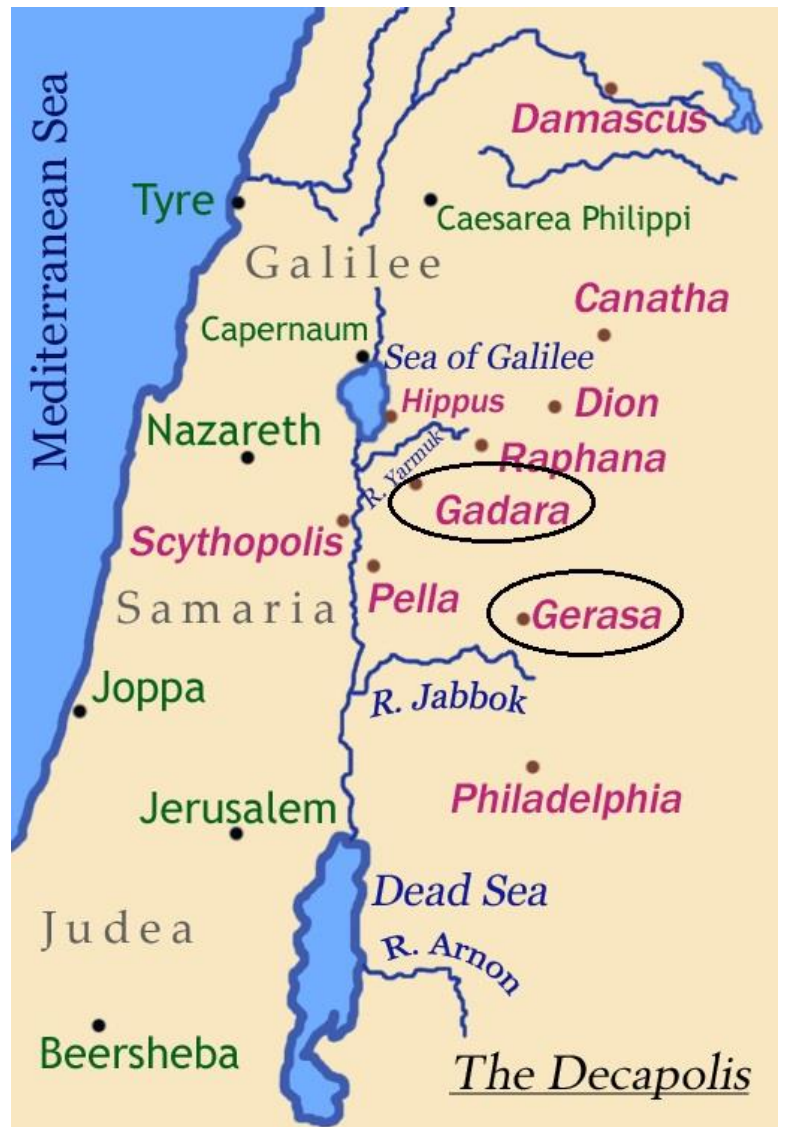 Mediterranean Sea
Damascus
Tyre
Caesarea Philippi
Galilee
Canatha
Capernaum
Sea of Galilee
Hippus
Dion
Nazareth
R. Yarmuk
Raphana
Gadara
Scythopolis
Pella
Samaria
Gerasa
Joppa
R. Jabbok
Philadelphia
Jerusalem
Dead Sea
Judea
R. Arnon
Beersheba
The Decapolis